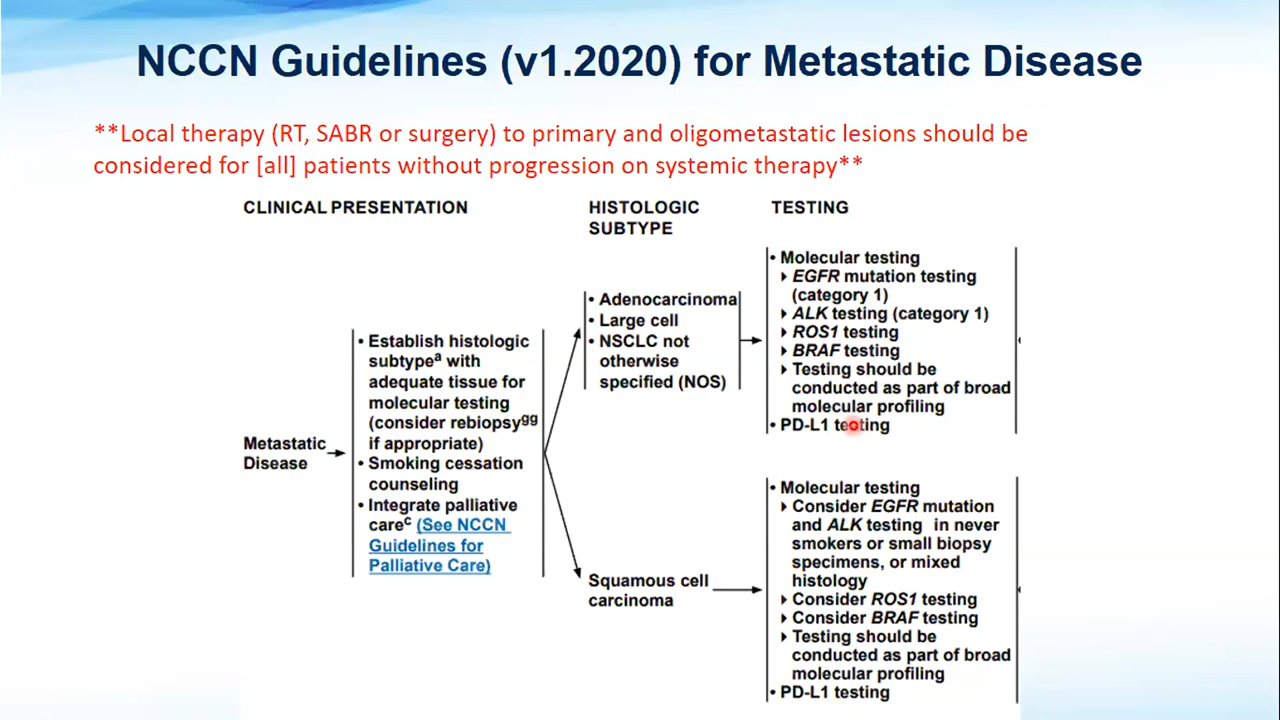 NCCN Guidelines (v1.2020) for Metastatic Disease
**Local therapy (RT, SABR or surgery) to primary and oligometastatic lesions should be
considered for [all] patients without progression on systemic therapy**
CLINICAL PRESENTATION
HISTOLOGIC
SUBTYPE
TESTING
Metastatic
Disease
• Establish histologic
subtypeᵃ with
adequate tissue for
molecular testing
(consider rebiopsyᵍᵍ
if appropriate)
• Smoking cessation
counseling
• Integrate palliative
careᶜ (See NCCN
Guidelines for
Palliative Care)
• Adenocarcinoma
• Large cell
• NSCLC not
otherwise
specified (NOS)
• Molecular testing
EGFR mutation testing
(category 1)
ALK testing (category 1)
ROS1 testing
BRAF testing
Testing should be
conducted as part of broad
molecular profiling
• PD-L1 testing
Squamous cell
carcinoma
• Molecular testing
Consider EGFR mutation
and ALK testing in never
smokers or small biopsy
specimens, or mixed
histology
Consider ROS1 testing
Consider BRAF testing
Testing should be
conducted as part of broad
molecular profiling
• PD-L1 testing